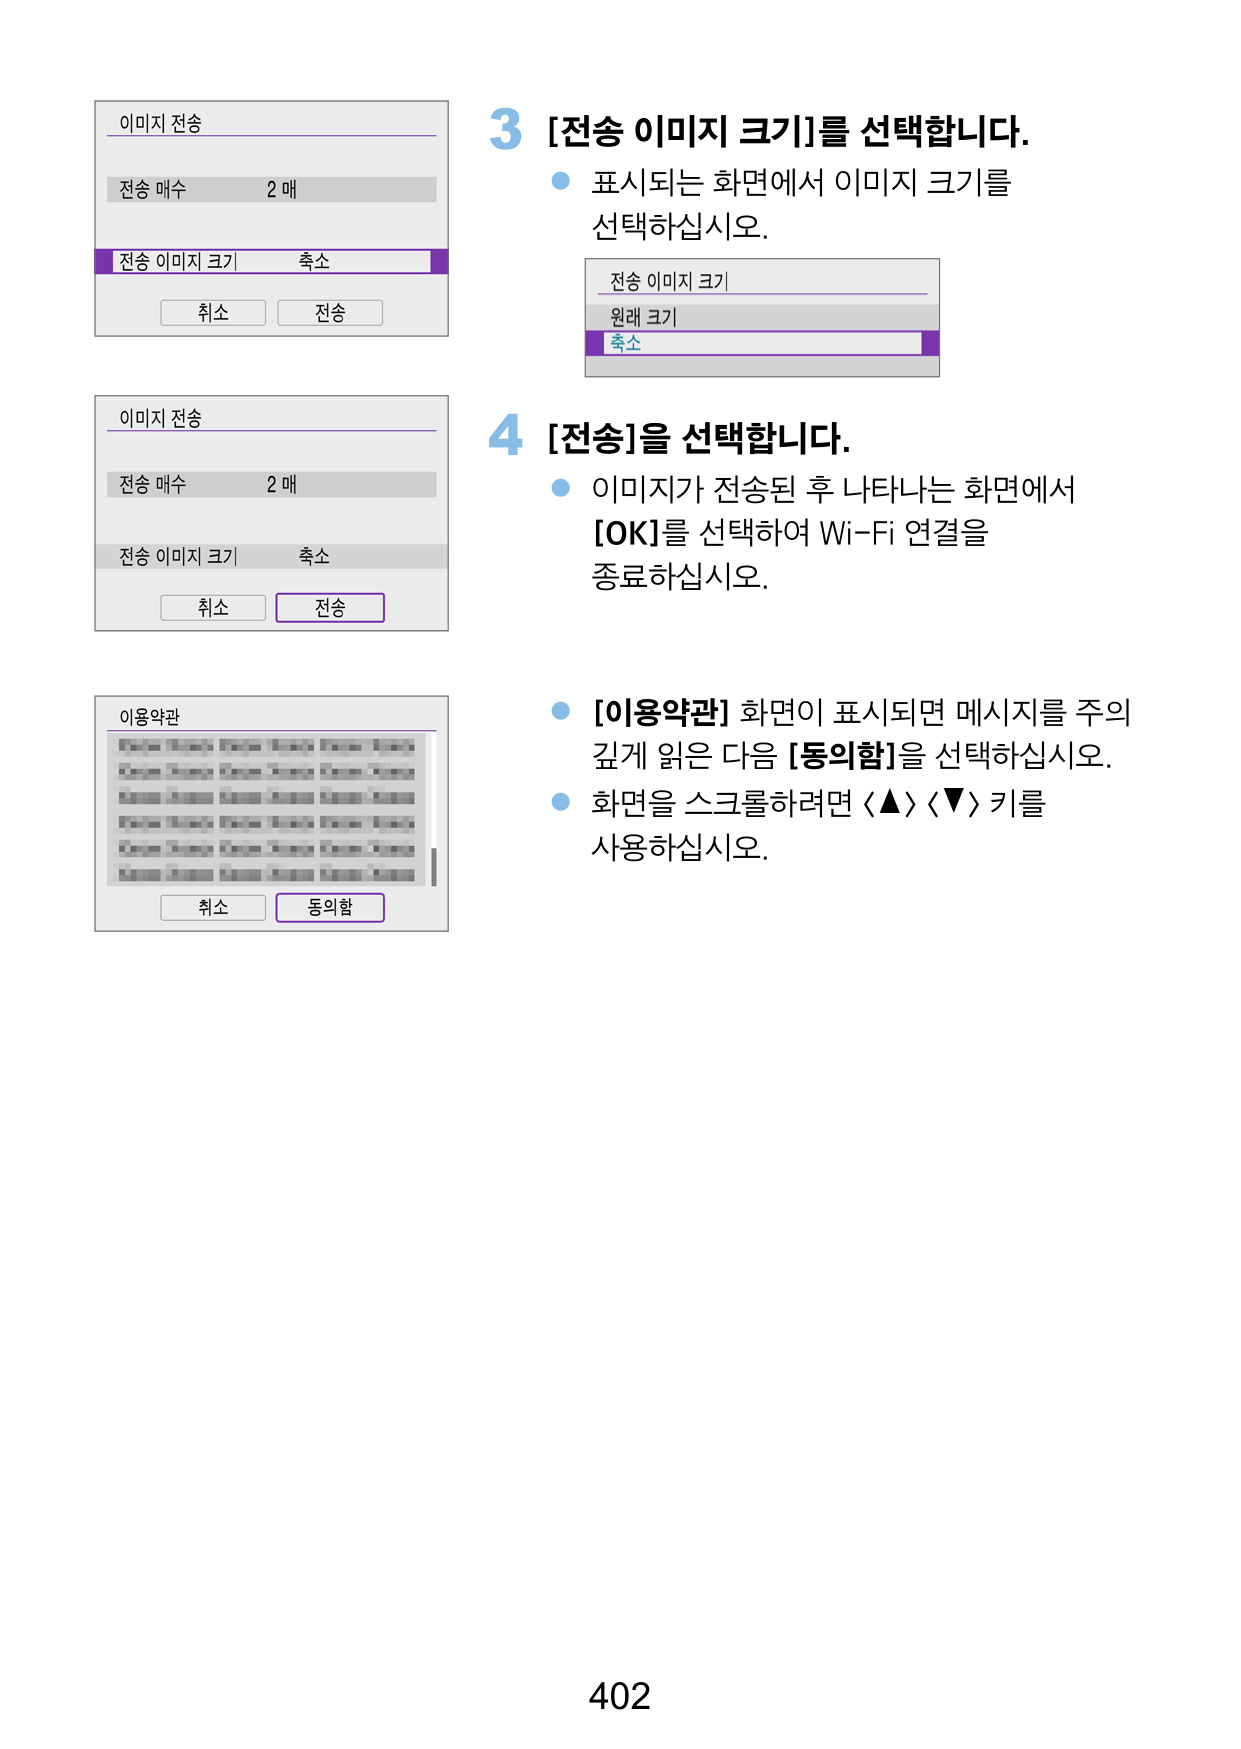 이미지 전송
전송 매수 2 매
전송 이미지 크기 축소
취소 전송
3 [전송 이미지 크기]를 선택합니다.
● 표시되는 화면에서 이미지 크기를
선택하십시오.
전송 이미지 크기
원래 크기
축소
이미지 전송
전송 매수 2 매
전송 이미지 크기 축소
취소 전송
4 [전송]을 선택합니다.
● 이미지가 전송된 후 나타나는 화면에서
[OK]를 선택하여 Wi-Fi 연결을
종료하십시오.
이용약관
취소 동의함
● [이용약관] 화면이 표시되면 메시지를 주의
깊게 읽은 다음 [동의함]을 선택하십시오.
● 화면을 스크롤하려면 〈▲〉〈▼〉 키를
사용하십시오.
402